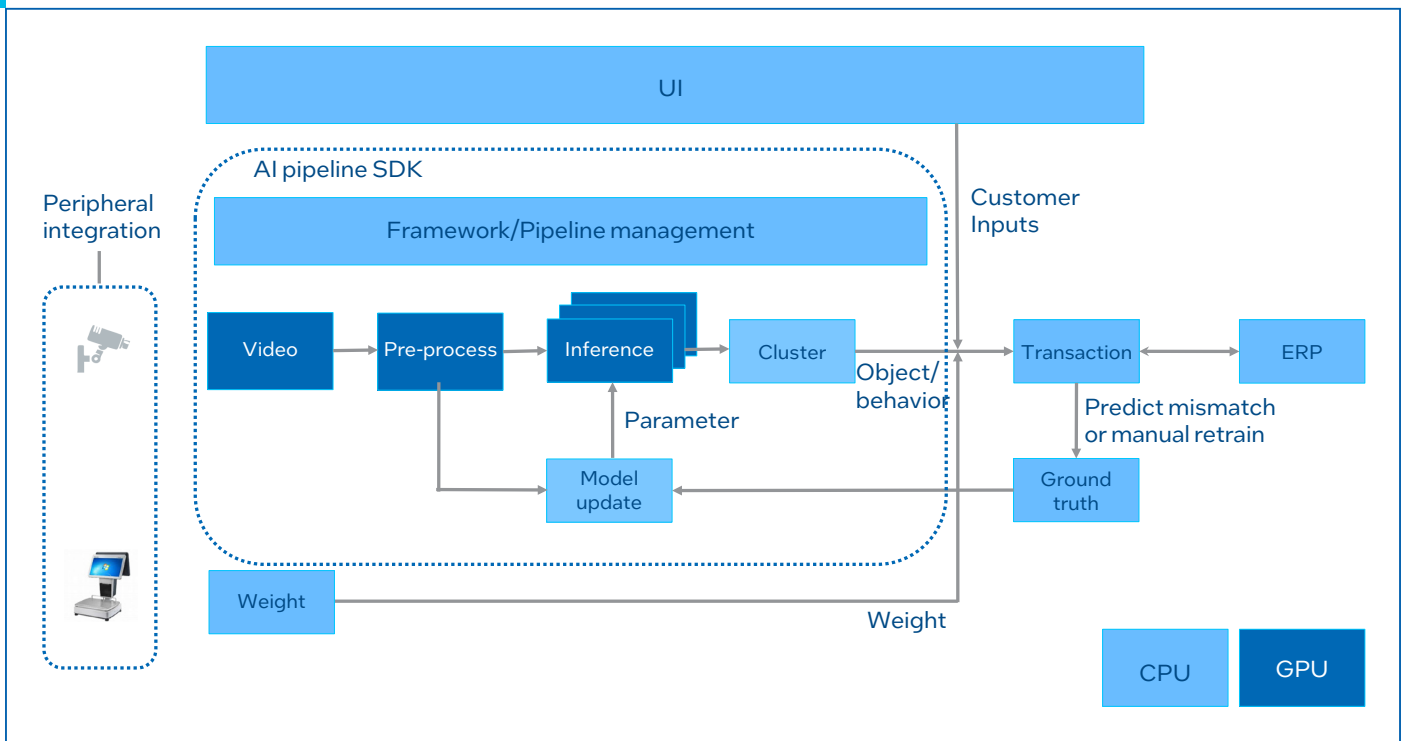 UI
AI pipeline SDK
Peripheral
integration
Framework/Pipeline management
Customer
Inputs
Video
Pre-process
Inference
Cluster
Transaction
ERP
Object/
behavior
Parameter
Predict mismatch
or manual retrain
Model
update
Ground
truth
Weight
Weight
CPU
GPU